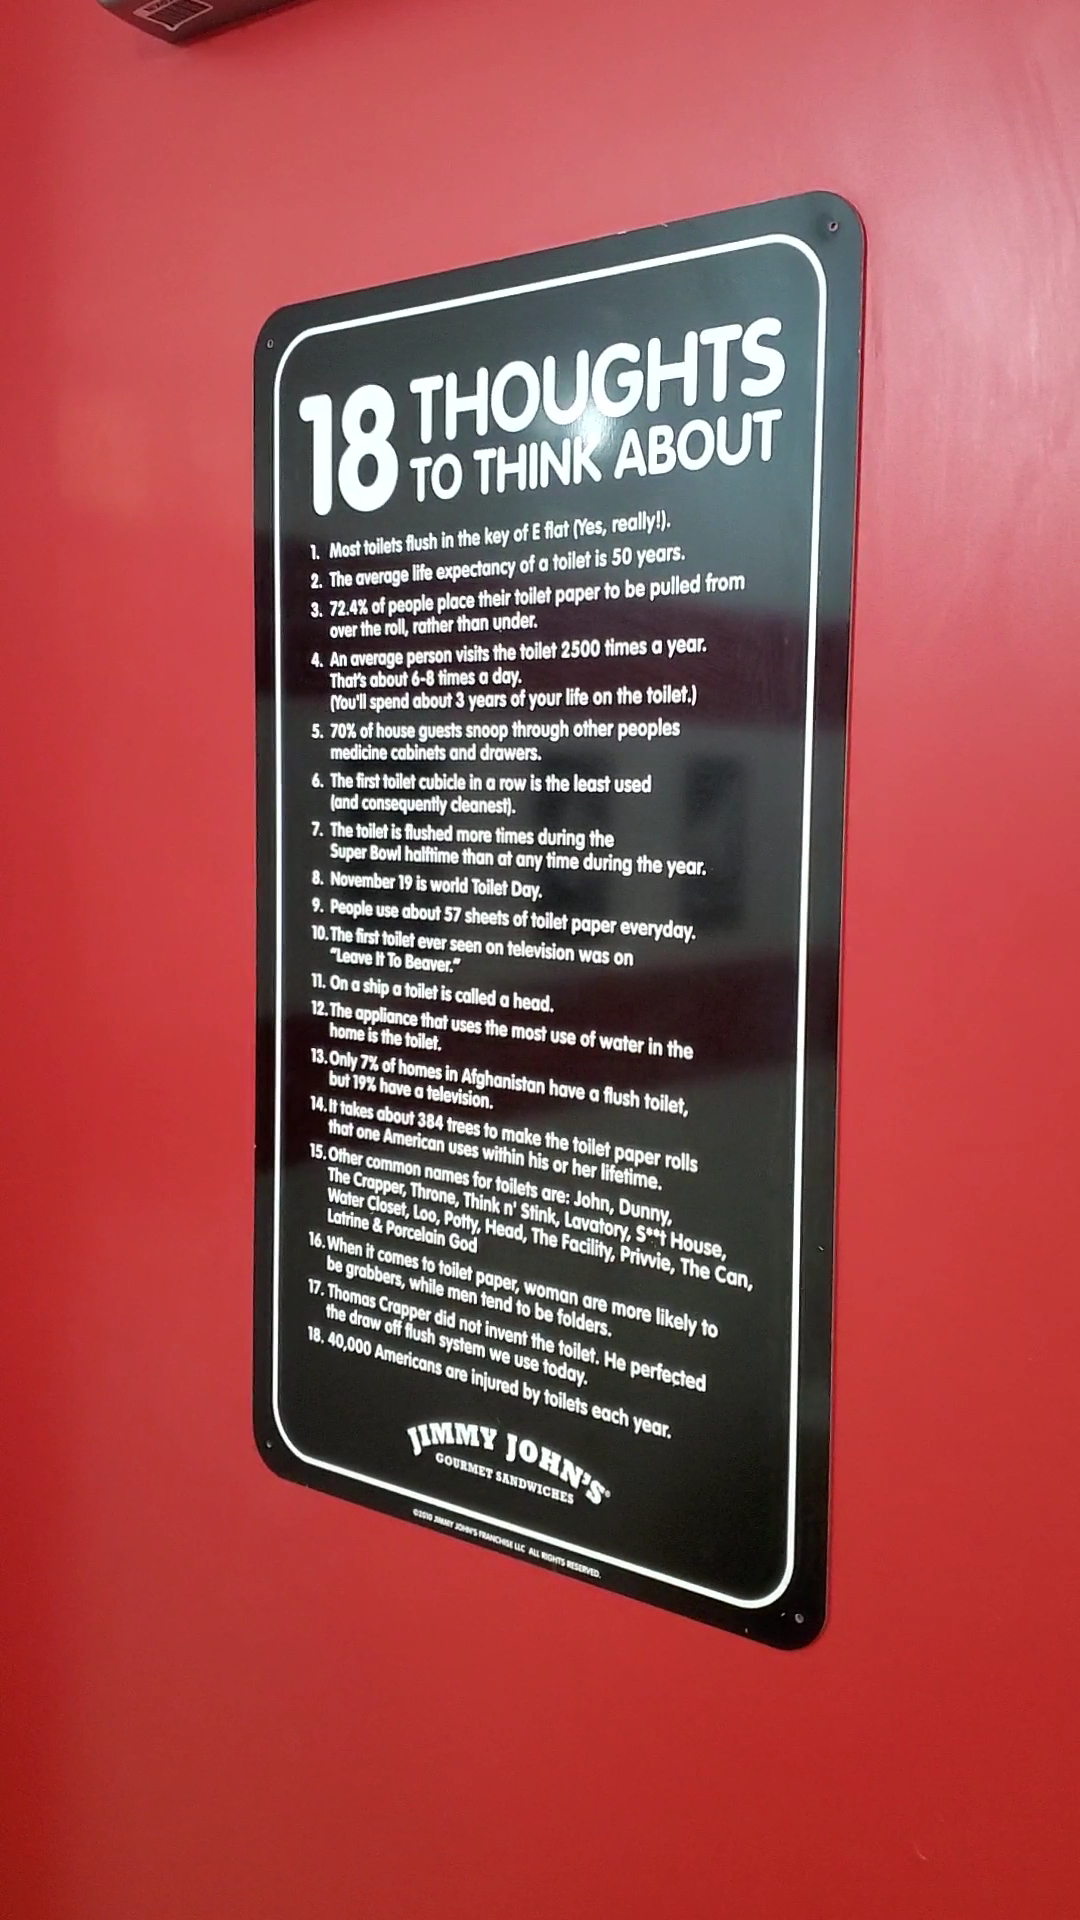 18 THOUGHTS
TO THINK ABOUT
1. Most toilets flush in the key of E flat (Yes, really!).
2. The average life expectancy of a toilet is 50 years.
3. 72.4% of people place their toilet paper to be pulled from
over the roll, rather than under.
4. An average person visits the toilet 2500 times a year.
That's about 6-8 times a day.
(You'll spend about 3 years of your life on the toilet.)
5. 70% of house guests snoop through other peoples
medicine cabinets and drawers.
6. The first toilet cubicle in a row is the least used
(and consequently cleanest).
7. The toilet is flushed more times during the
Super Bowl halftime than at any time during the year.
8. November 19 is world Toilet Day.
9. People use about 57 sheets of toilet paper everyday.
10. The first toilet ever seen on television was on
"Leave It To Beaver."
11. On a ship a toilet is called a head.
12. The appliance that uses the most use of water in the
home is the toilet.
13. Only 7% of homes in Afghanistan have a flush toilet,
but 19% have a television.
14. It takes about 384 trees to make the toilet paper rolls
that one American uses within his or her lifetime.
15. Other common names for toilets are: John, Dunny,
The Crapper, Throne, Think n' Stink, Lavatory, S**t House,
Water Closet, Loo, Potty, Head, The Facility, Privvie, The Can,
Latrine & Porcelain God
16. When it comes to toilet paper, woman are more likely to
be grabbers, while men tend to be folders.
17. Thomas Crapper did not invent the toilet. He perfected
the draw off flush system we use today.
18. 40,000 Americans are injured by toilets each year.
JIMMY JOHN'S®
GOURMET SANDWICHES
©2010 JIMMY JOHN'S FRANCHISE LLC ALL RIGHTS RESERVED.